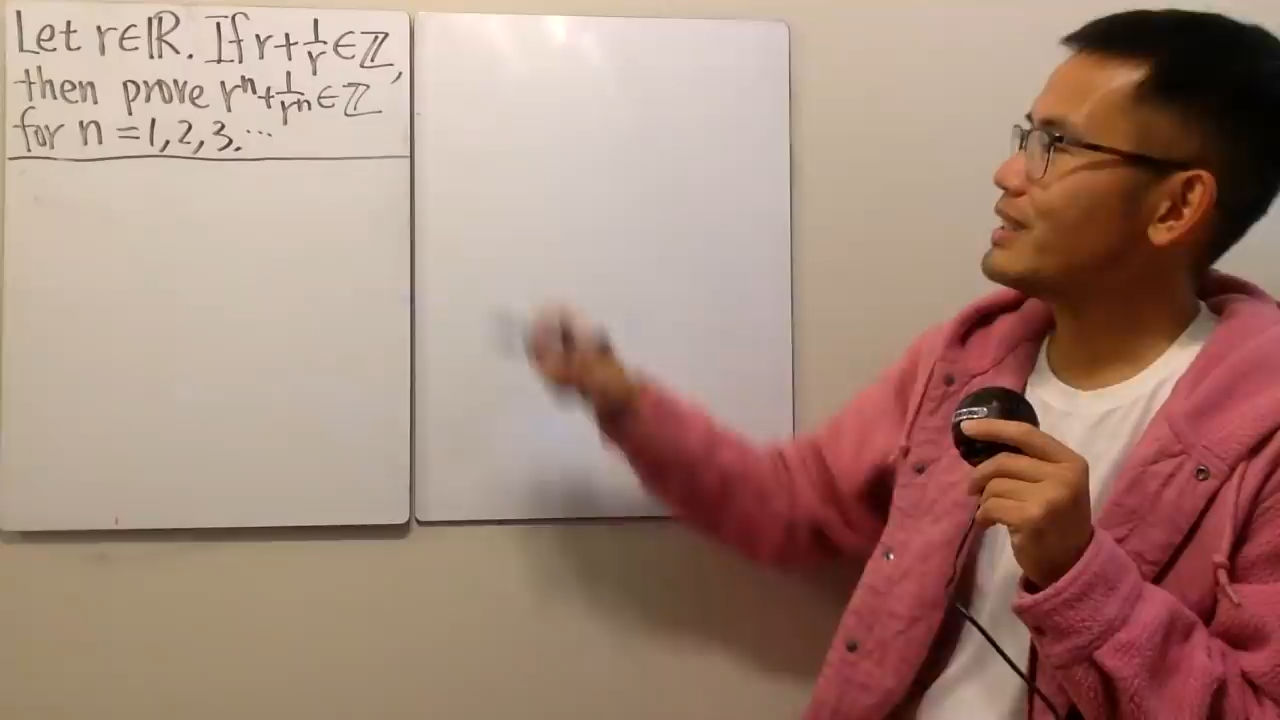 Let r∈ℝ. If r+1/r∈ℤ,
then prove rⁿ+1/rⁿ∈ℤ
for n=1,2,3,...